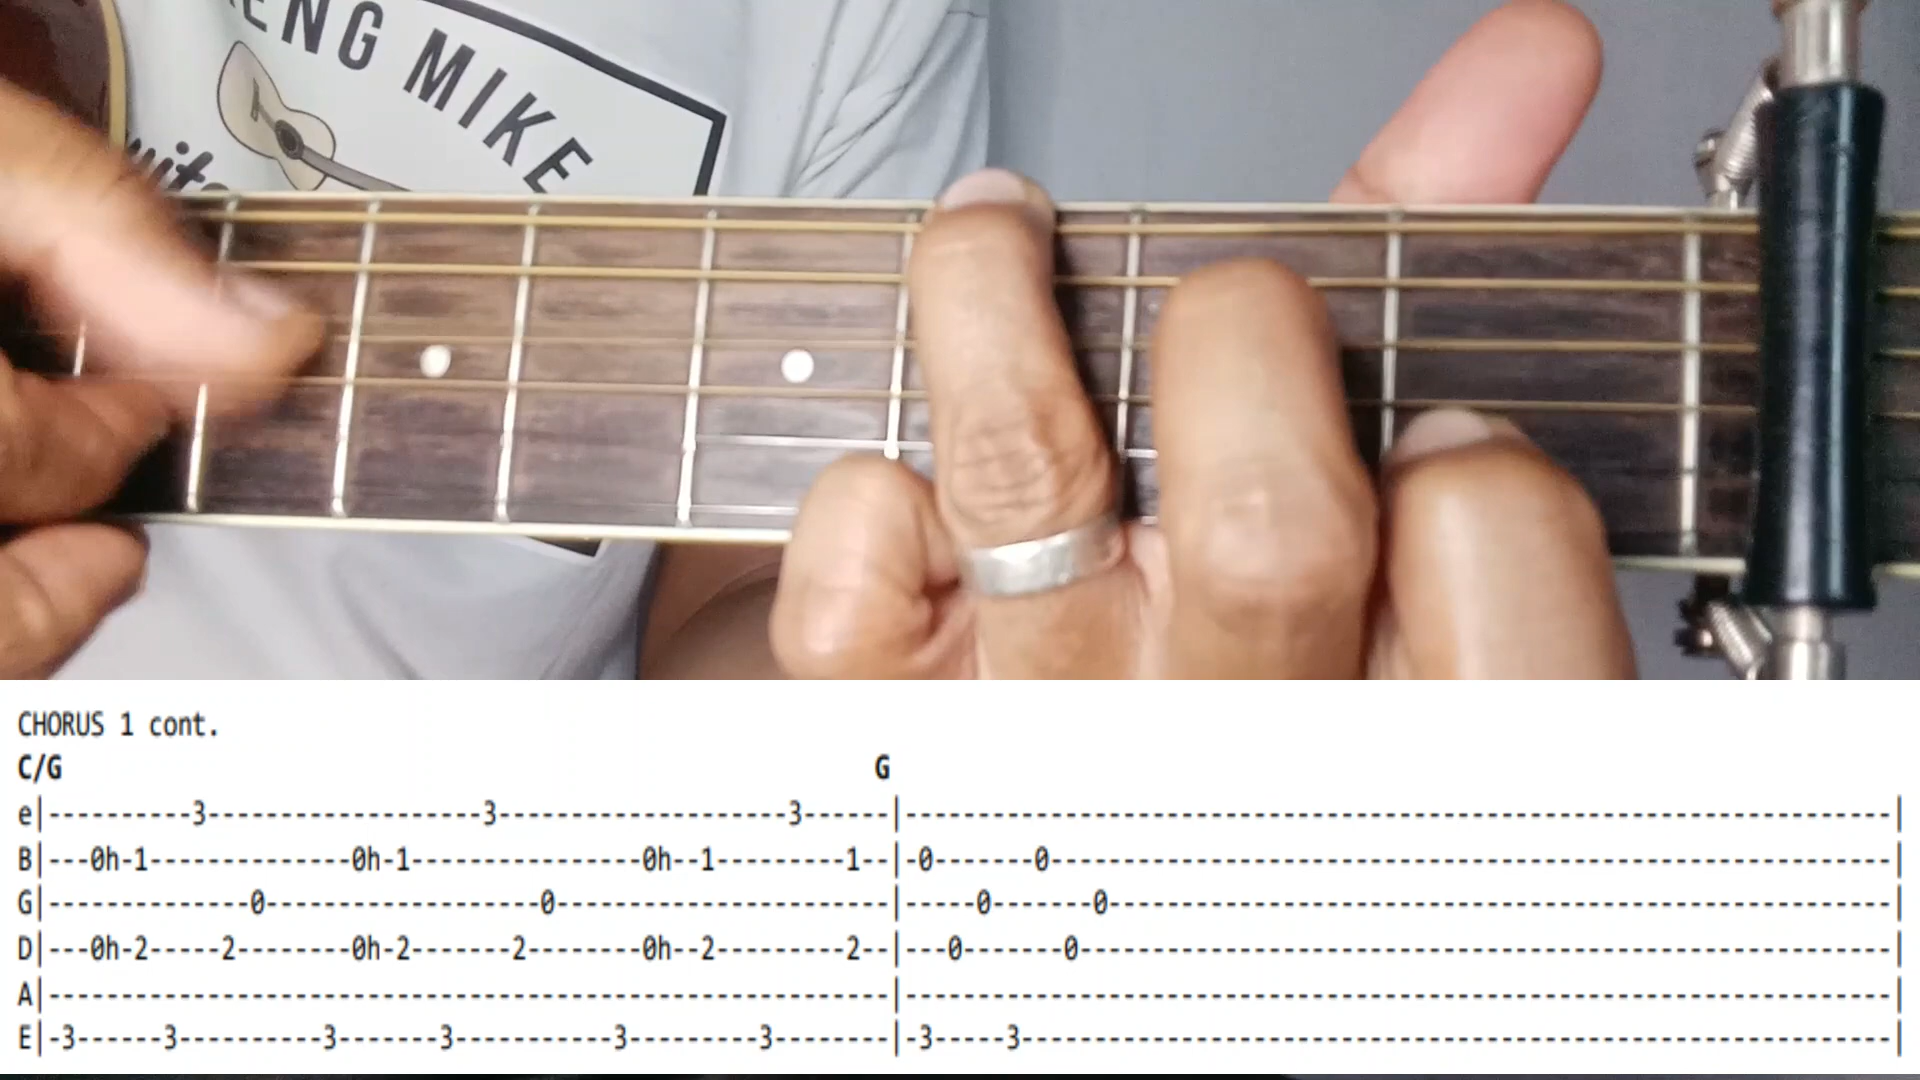 ENG MIKE
CHORUS 1 cont.
C/G G
e|----------3-------------------3-------------------3------|--------------------------------------------------------------------|
B|---0h-1--------------0h-1----------------0h--1---------1--|-0-------0----------------------------------------------------------|
G|--------------0-------------------0-----------------------|-----0-------0------------------------------------------------------|
D|---0h-2-----2--------0h-2-------2--------0h--2---------2--|---0-------0--------------------------------------------------------|
A|----------------------------------------------------------|--------------------------------------------------------------------|
E|-3------3----------3-------3-----------3---------3--------|-3-----3------------------------------------------------------------|